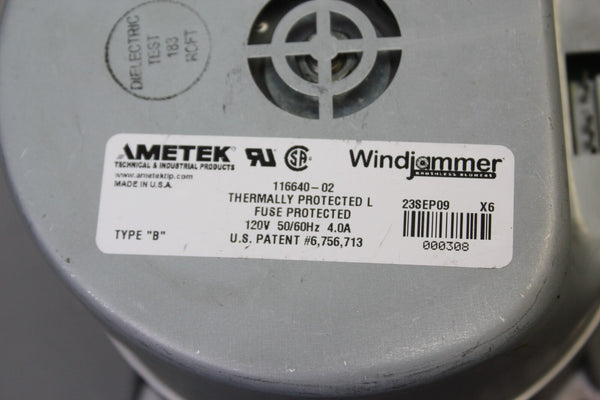 DIELECTRIC
TEST
183
RCFT
AMETEK
TECHNICAL & INDUSTRIAL PRODUCTS
www.ametektip.com
MADE IN U.S.A.
TYPE "B"
116640-02
THERMALLY PROTECTED L
FUSE PROTECTED
120V 50/60Hz 4.0A
U.S. PATENT #6,756,713
Windjammer
BRUSHLESS BLOWERS
23SEP09 X6
000308